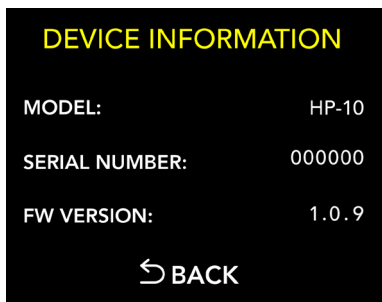 DEVICE INFORMATION
MODEL: HP-10
SERIAL NUMBER: 000000
FW VERSION: 1.0.9
BACK